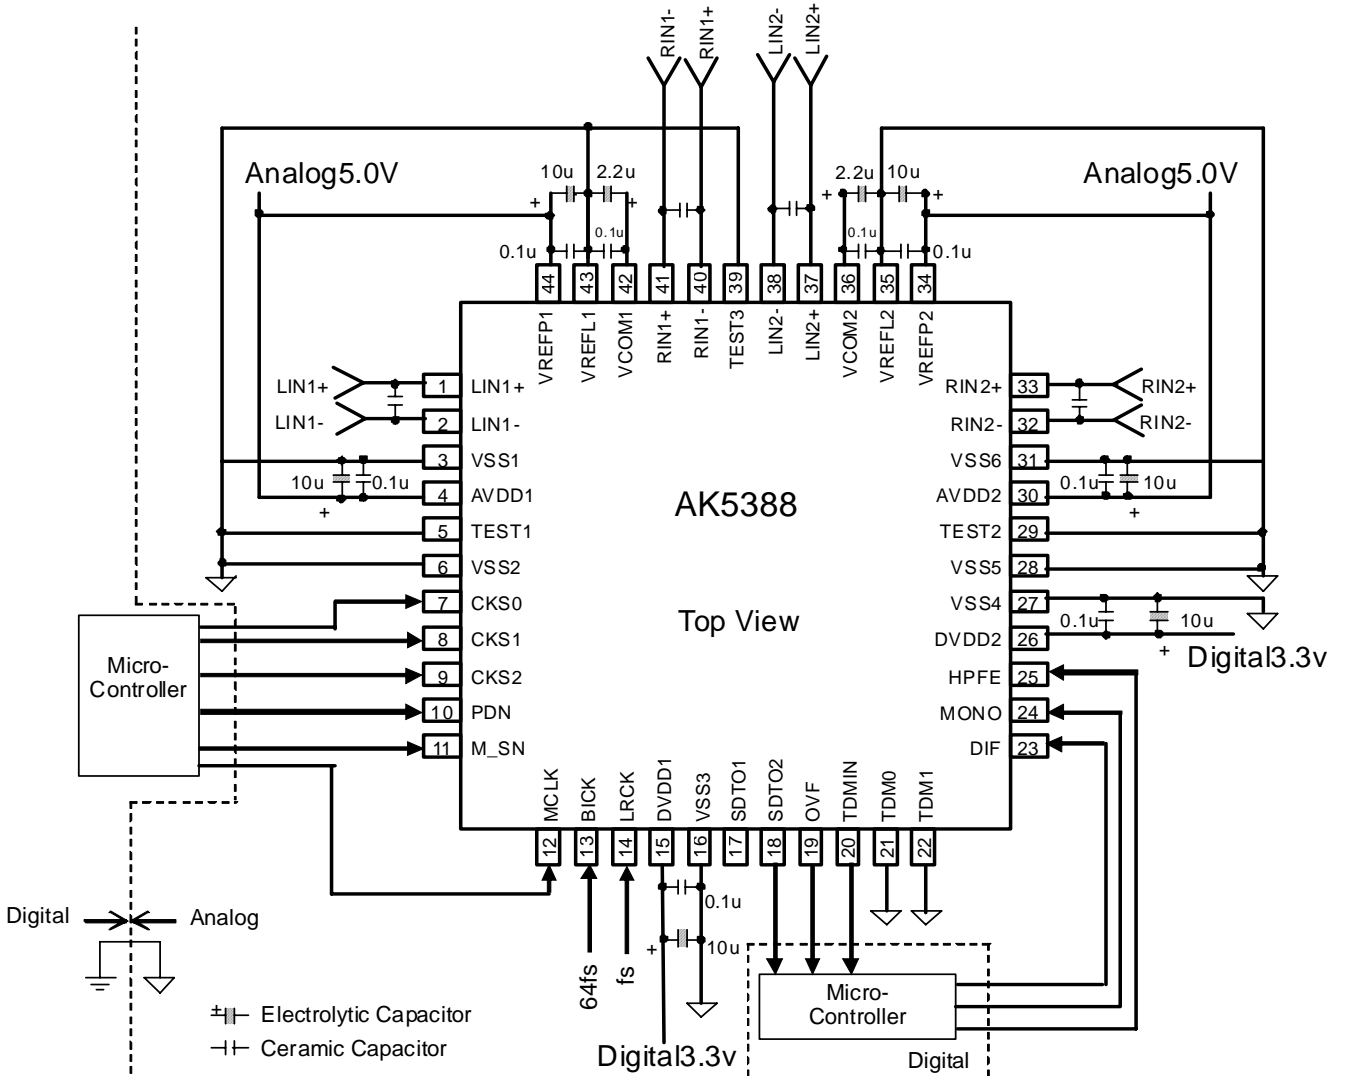 RIN1-
RIN1+
LIN2-
LIN2+
Analog5.0V
Analog5.0V
10u
2.2u
2.2u
10u
+
+
+
+
0.1u
0.1u
0.1u
0.1u
44
43
42
41
40
39
38
37
36
35
34
VREFP1
VREFL1
VCOM1
RIN1+
RIN1-
TEST3
LIN2-
LIN2+
VCOM2
VREFL2
VREFP2
LIN1+
1
LIN1+
RIN2+
33
RIN2+
LIN1-
2
LIN1-
RIN2-
32
RIN2-
3
VSS1
VSS6
31
10u
0.1u
0.1u
10u
+
+
4
AVDD1
AVDD2
30
AK5388
5
TEST1
TEST2
29
6
VSS2
VSS5
28
7
CKS0
VSS4
27
0.1u
10u
+
Top View
8
CKS1
DVDD2
26
Digital3.3v
Micro-
Controller
9
CKS2
HPFE
25
10
PDN
MONO
24
11
M_SN
DIF
23
MCLK
BICK
LRCK
DVDD1
VSS3
SDTO1
SDTO2
OVF
TDMIN
TDM0
TDM1
12
13
14
15
16
17
18
19
20
21
22
0.1u
10u
+
Digital
Analog
64fs
fs
Micro-
Controller
+
Electrolytic Capacitor
Ceramic Capacitor
Digital3.3v
Digital